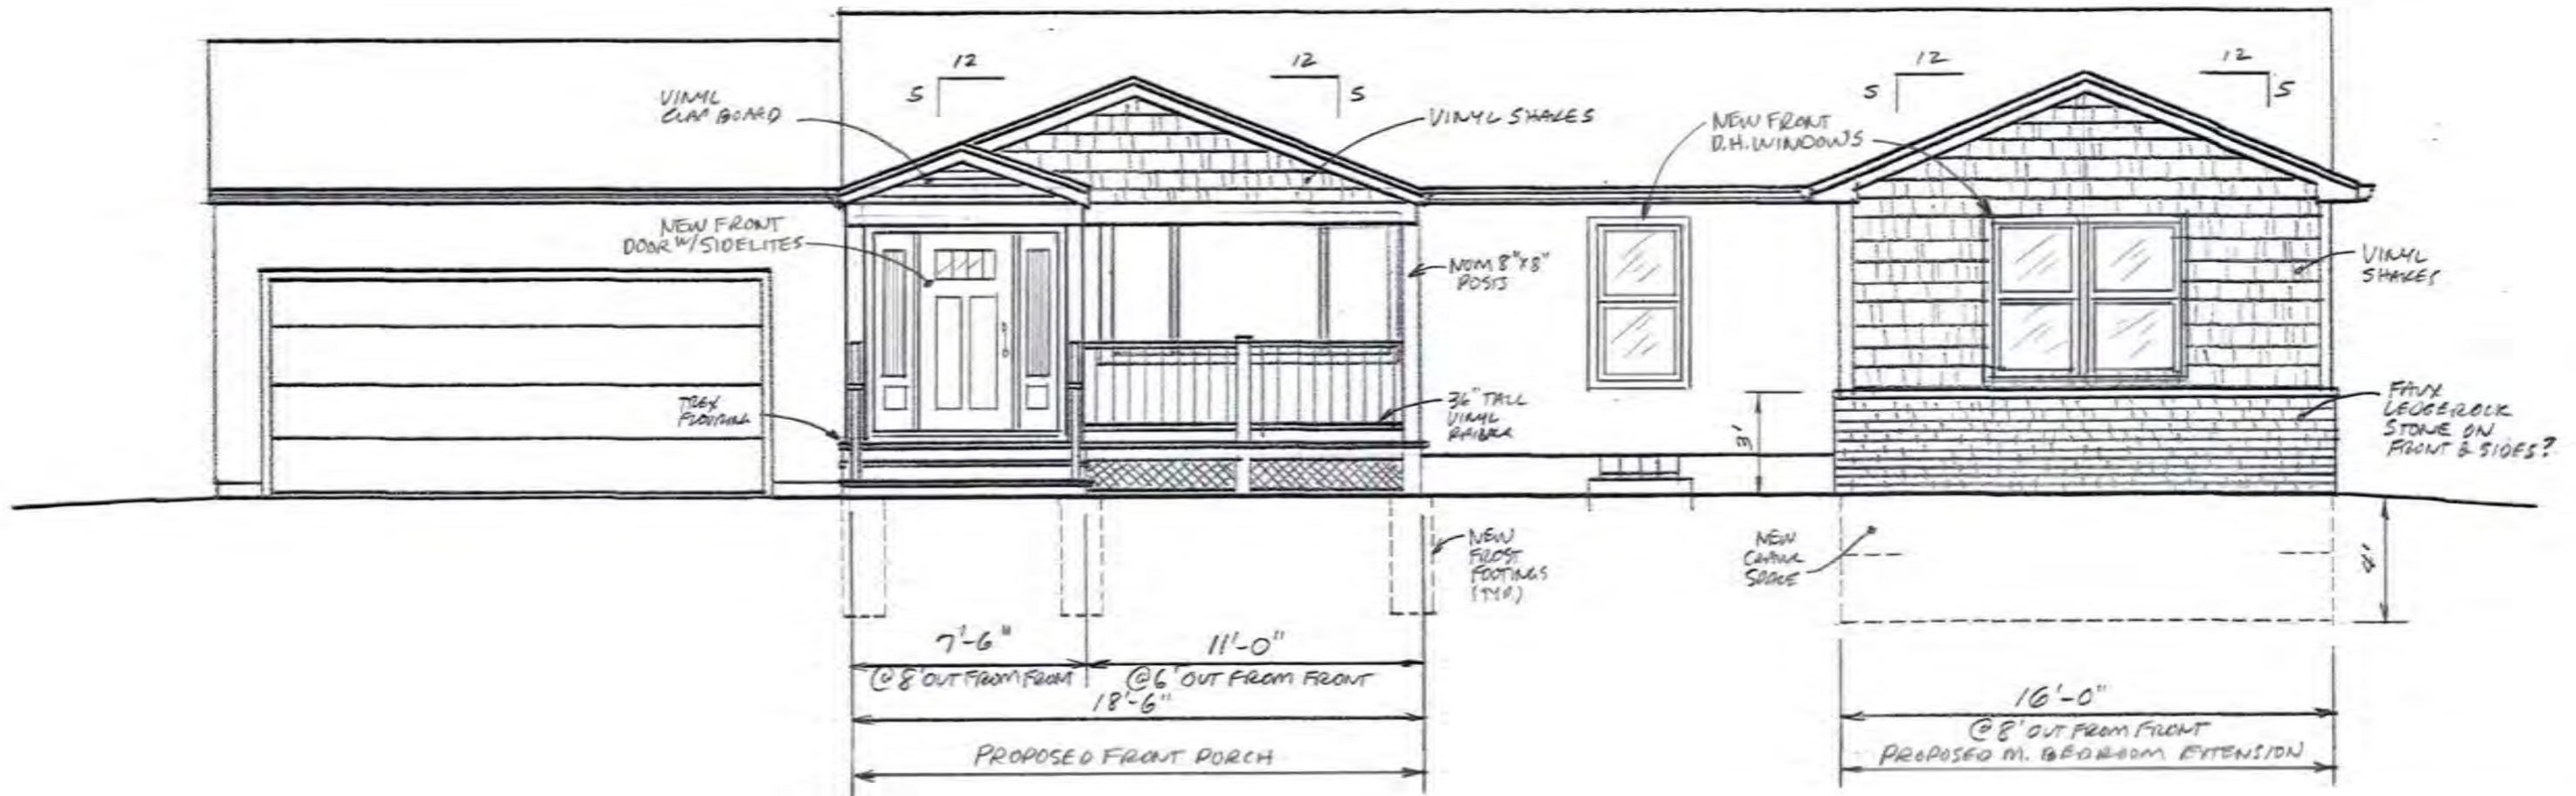 12
5
12
5
12
5
12
5
VINYL
CLAP BOARD
VINYL SHAKES
NEW FRONT
D.H. WINDOWS
NEW FRONT
DOOR W/SIDELITES
NOM 8"x8"
POSTS
VINYL
SHAKES
TREX
FLOORING
36" TALL
VINYL
RAILING
3'
FAUX
LEDGEROCK
STONE ON
FRONT & SIDES?
NEW
FROST
FOOTINGS
(TYP.)
NEW
CRAWL
SPACE
4'
7'-6"
@ 8' OUT FROM FRONT
11'-0"
@ 6' OUT FROM FRONT
18'-6"
PROPOSED FRONT PORCH
16'-0"
@ 8' OUT FROM FRONT
PROPOSED M. BEDROOM EXTENSION